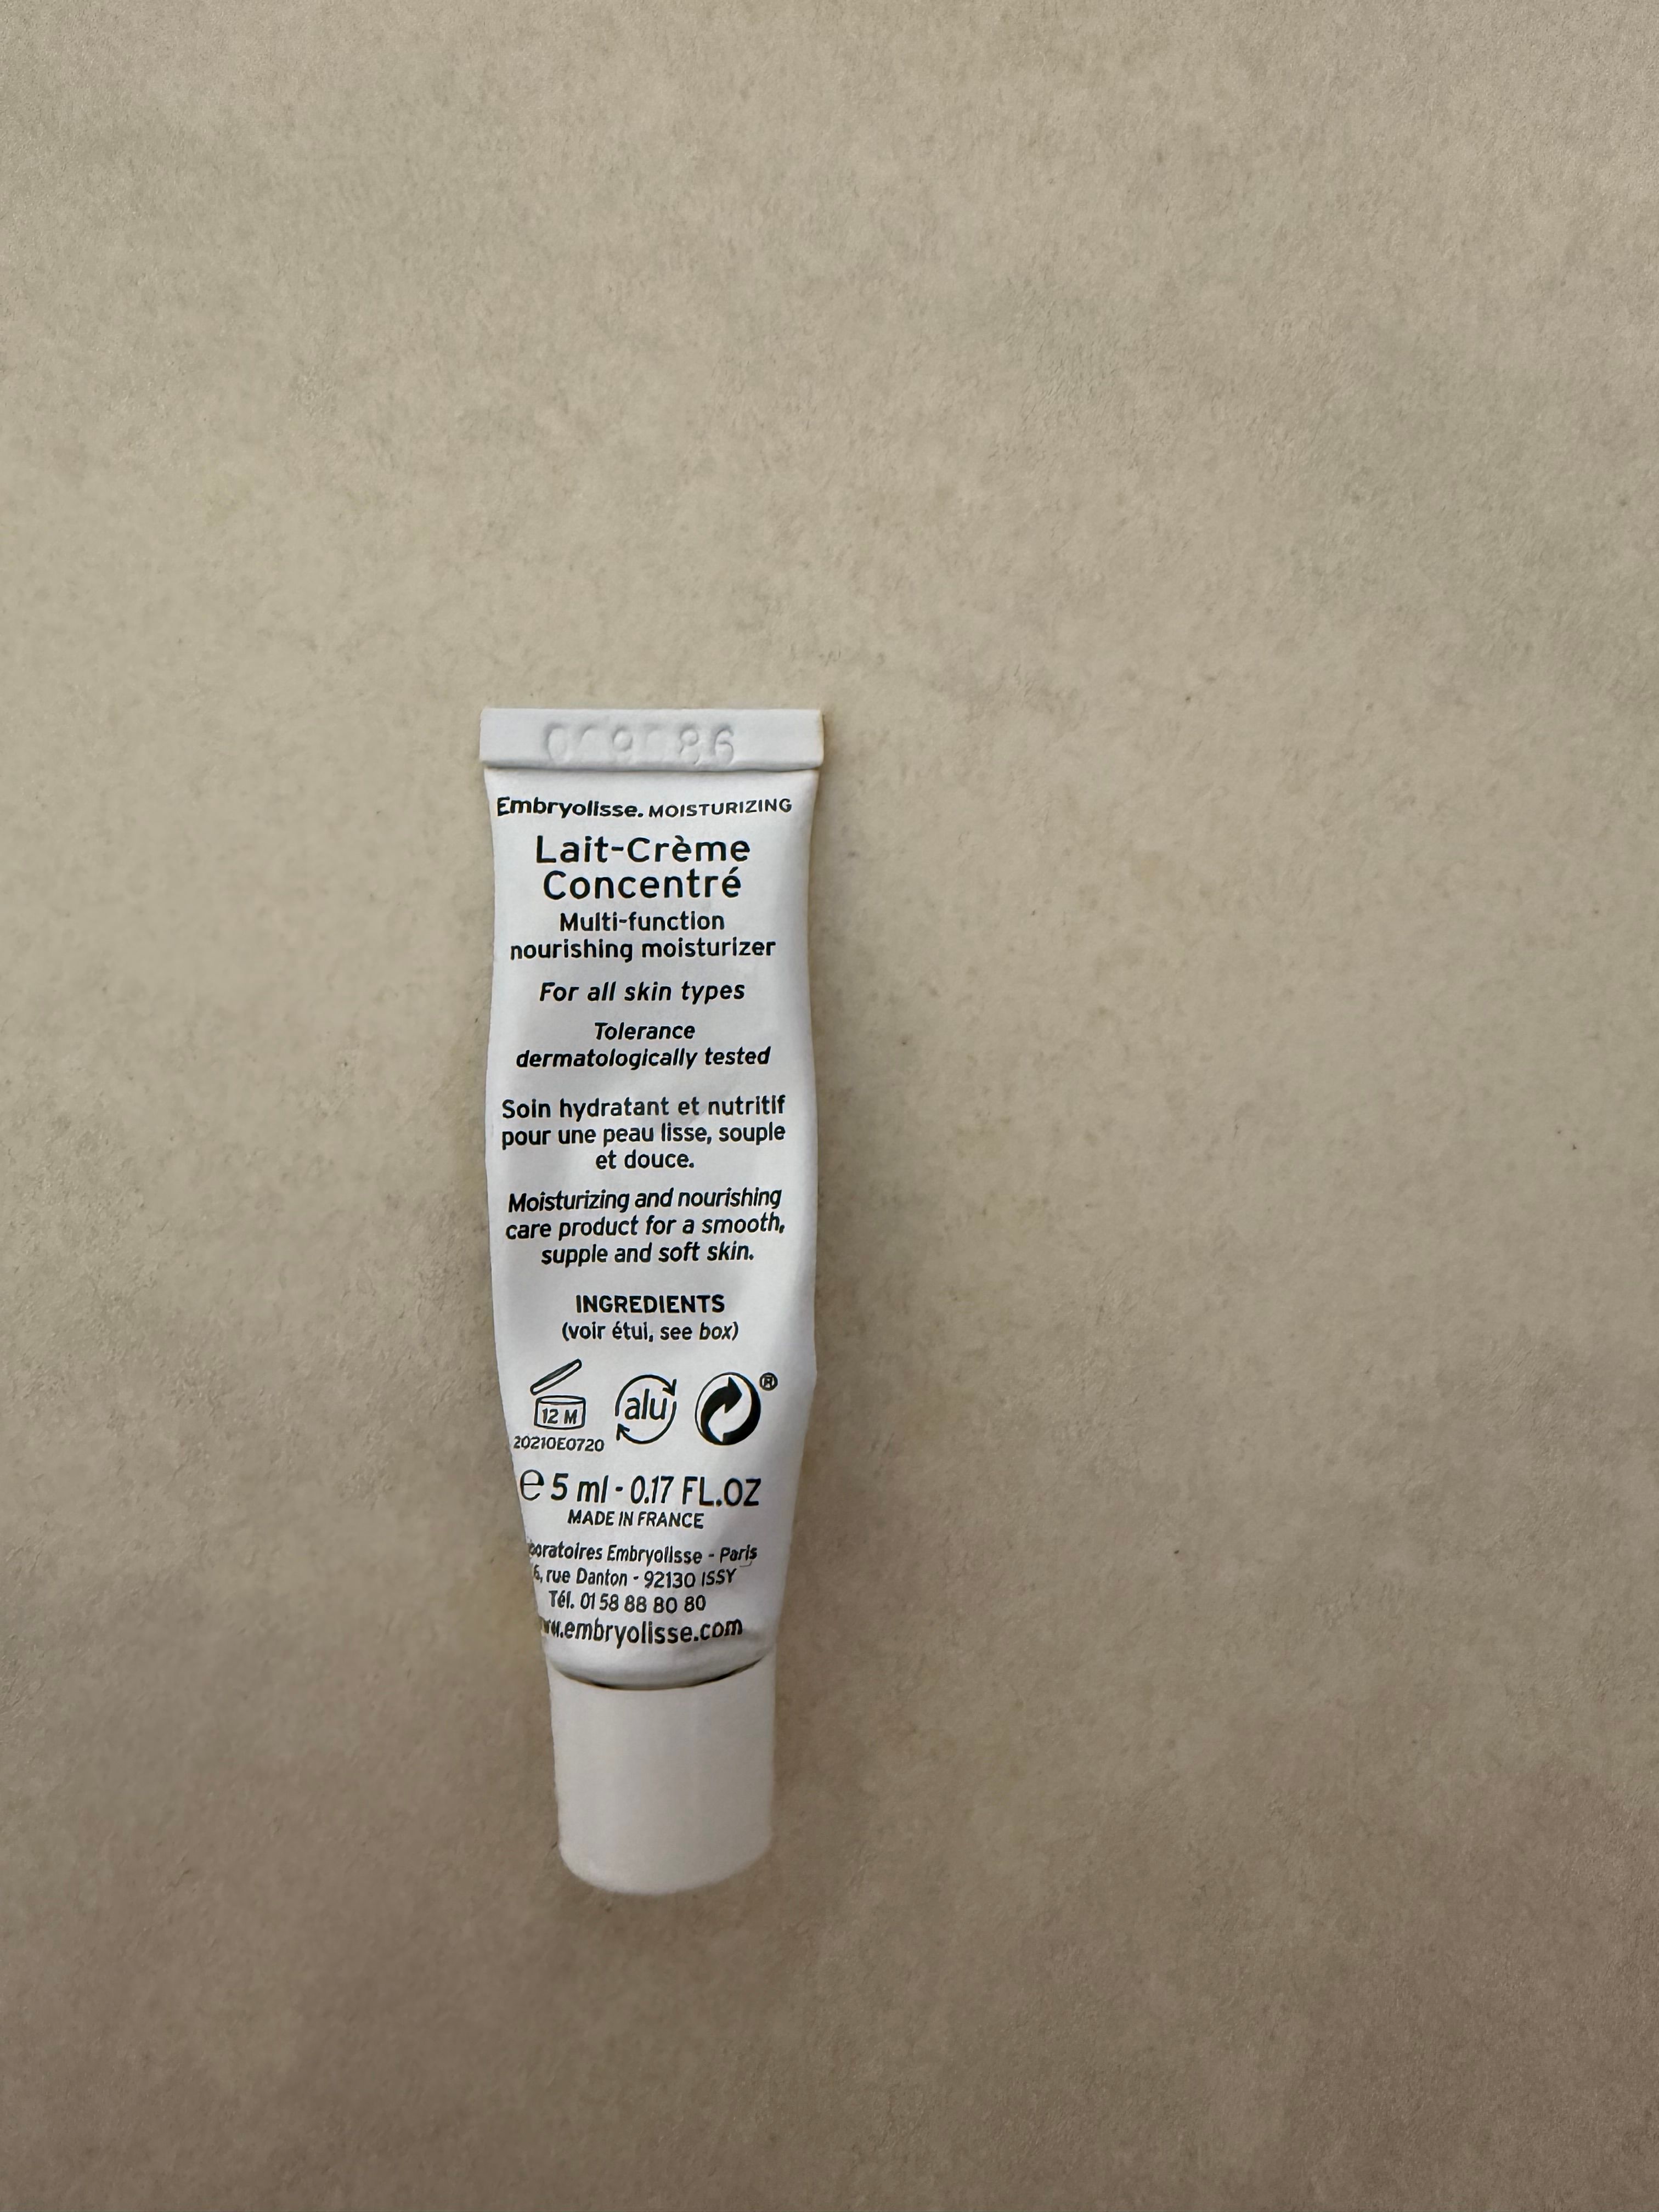 Embryolisse. MOISTURIZING
Lait-Crème
Concentré
Multi-function
nourishing moisturizer
For all skin types
Tolerance
dermatologically tested
Soin hydratant et nutritif
pour une peau lisse, souple
et douce.
Moisturizing and nourishing
care product for a smooth,
supple and soft skin.
INGREDIENTS
(voir étui, see box)
12 M
alu
®
20210E0720
e 5 ml - 0.17 FL.OZ
MADE IN FRANCE
Embryolisse - Paris
rue Danton - 92130 ISSY
Tél. 01 58 88 80 80
www.embryolisse.com